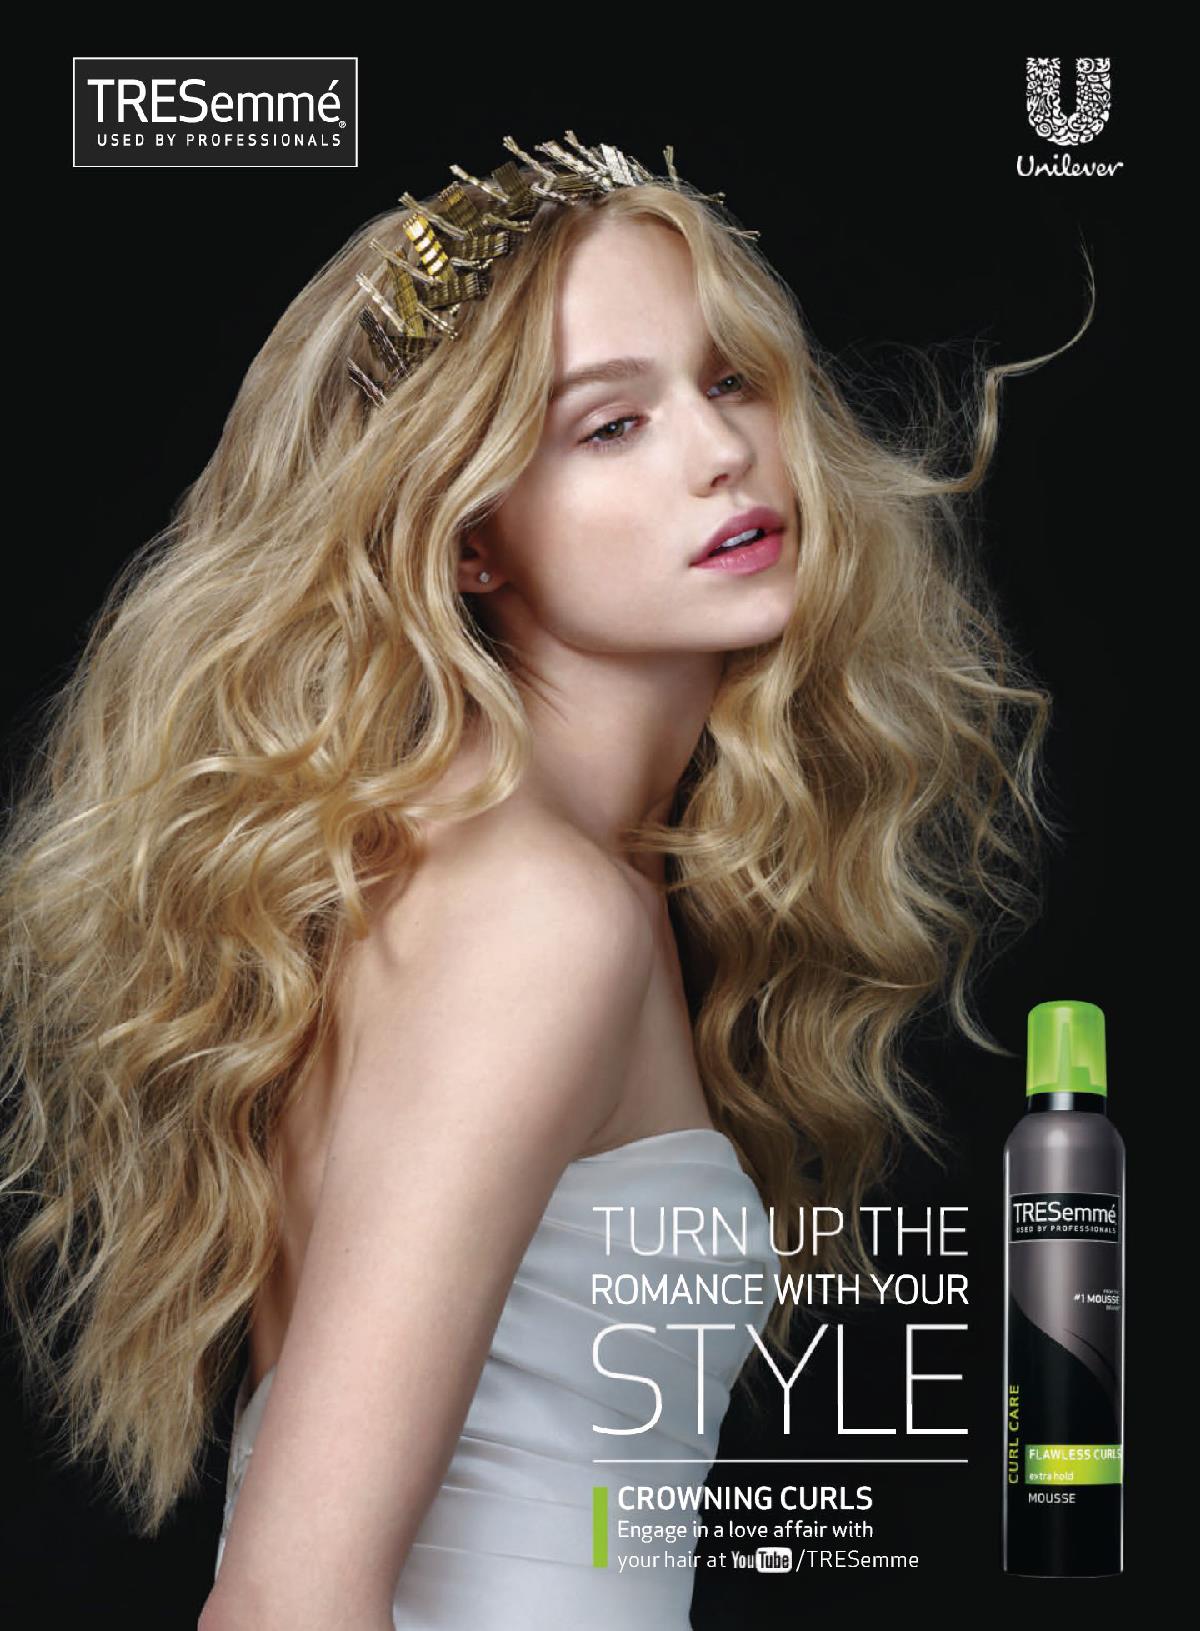 TRESemmé®
USED BY PROFESSIONALS
Unilever
TURN UP THE
ROMANCE WITH YOUR
STYLE
CROWNING CURLS
Engage in a love affair with
your hair at YouTube/TRESemme
TRESemmé
USED BY PROFESSIONALS
#1 MOUSSE
CURL CARE
FLAWLESS CURLS
extra hold
MOUSSE